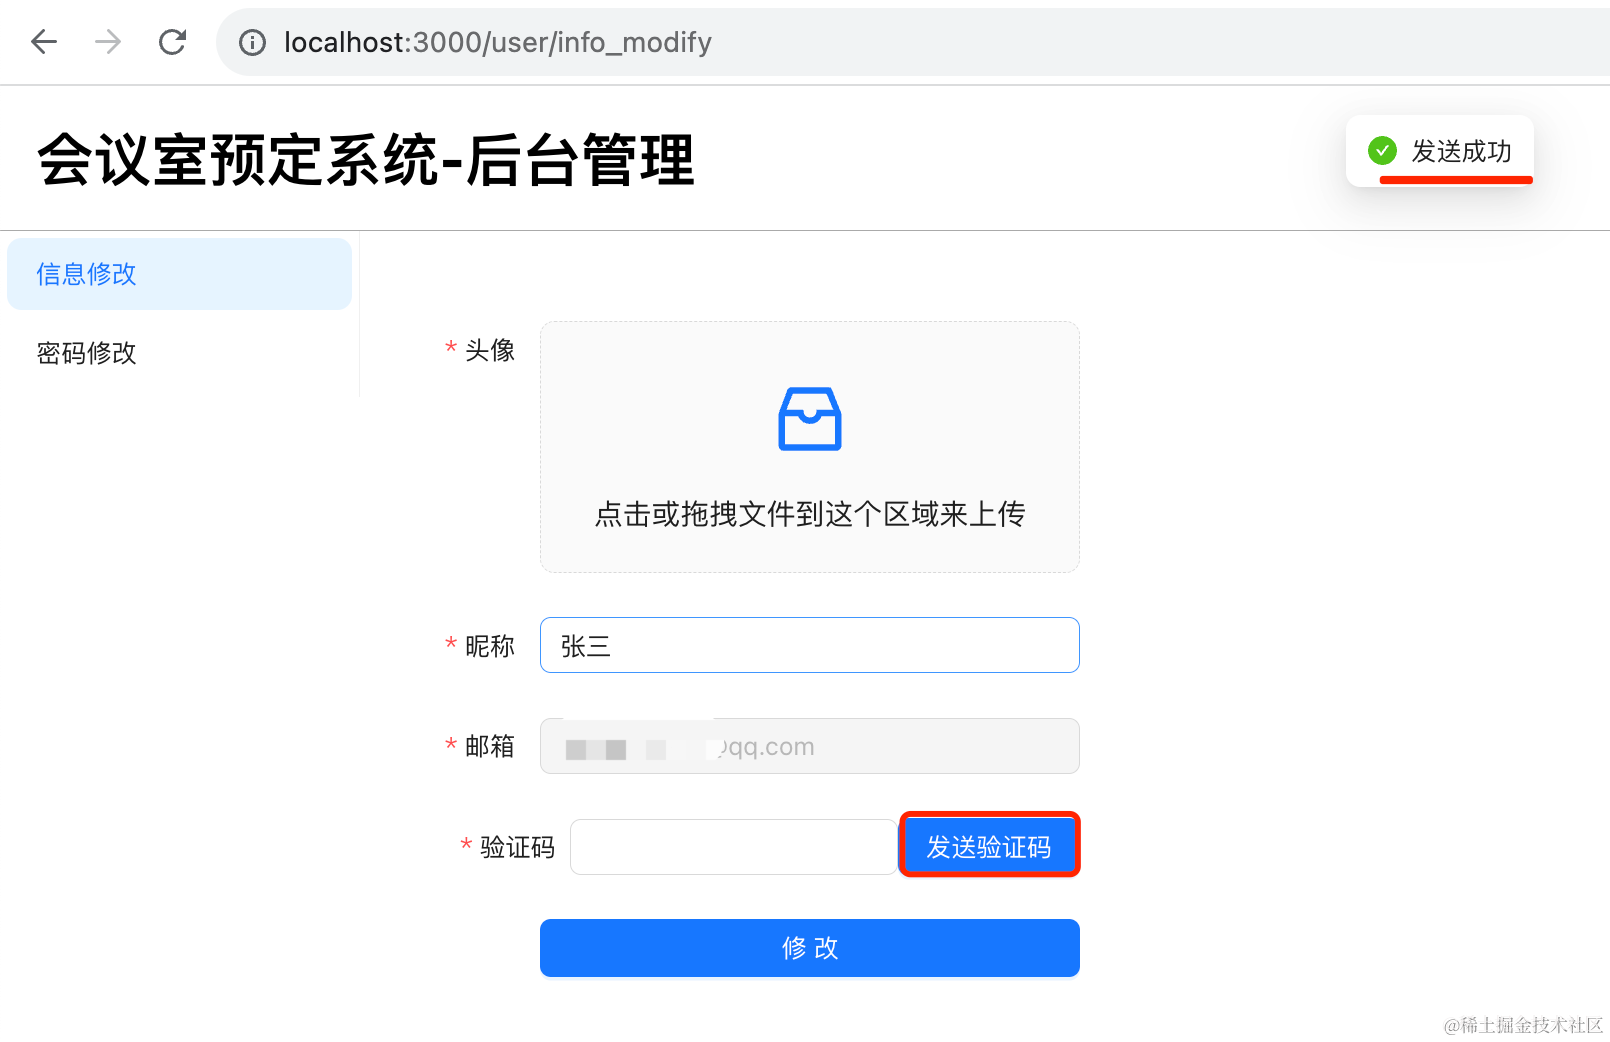 localhost:3000/user/info_modify
会议室预定系统-后台管理
发送成功
信息修改
密码修改
* 头像
点击或拖拽文件到这个区域来上传
* 昵称
张三
* 邮箱
qq.com
* 验证码
发送验证码
修 改
@稀土掘金技术社区